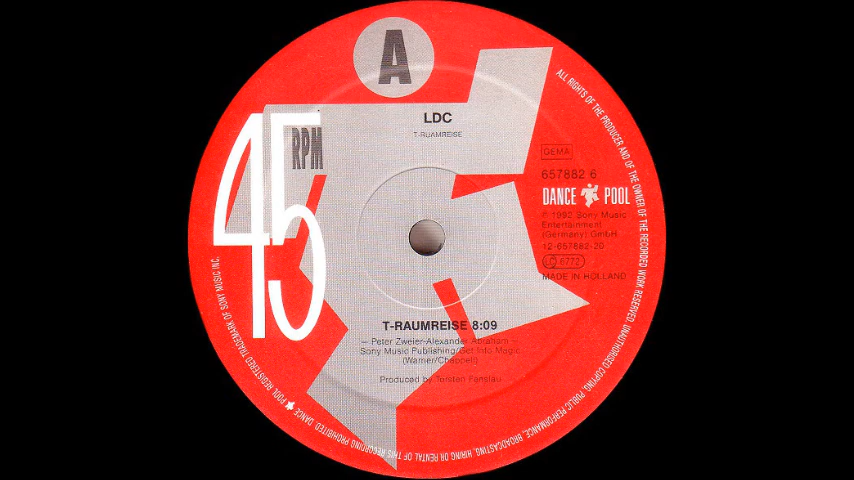 A
LDC
T-RUAMREISE
45
RPM
GEMA
657882 6
DANCE POOL
℗ 1992 Sony Music
Entertainment
(Germany) GmbH
12-657882-20
LC 6772
MADE IN HOLLAND
T-RAUMREISE 8:09
– Peter Zweier-Alexander Abraham –
Sony Music Publishing/Get Into Magic
(Warner/Chappell)
Produced by Torsten Fenslau
ALL RIGHTS OF THE PRODUCER AND OF THE OWNER OF THE RECORDED WORK RESERVED. UNAUTHORISED COPYING, PUBLIC PERFORMANCE, BROADCASTING, HIRING OR RENTAL OF THIS RECORDING PROHIBITED. DANCE POOL REGISTERED TRADEMARK OF SONY MUSIC INC.